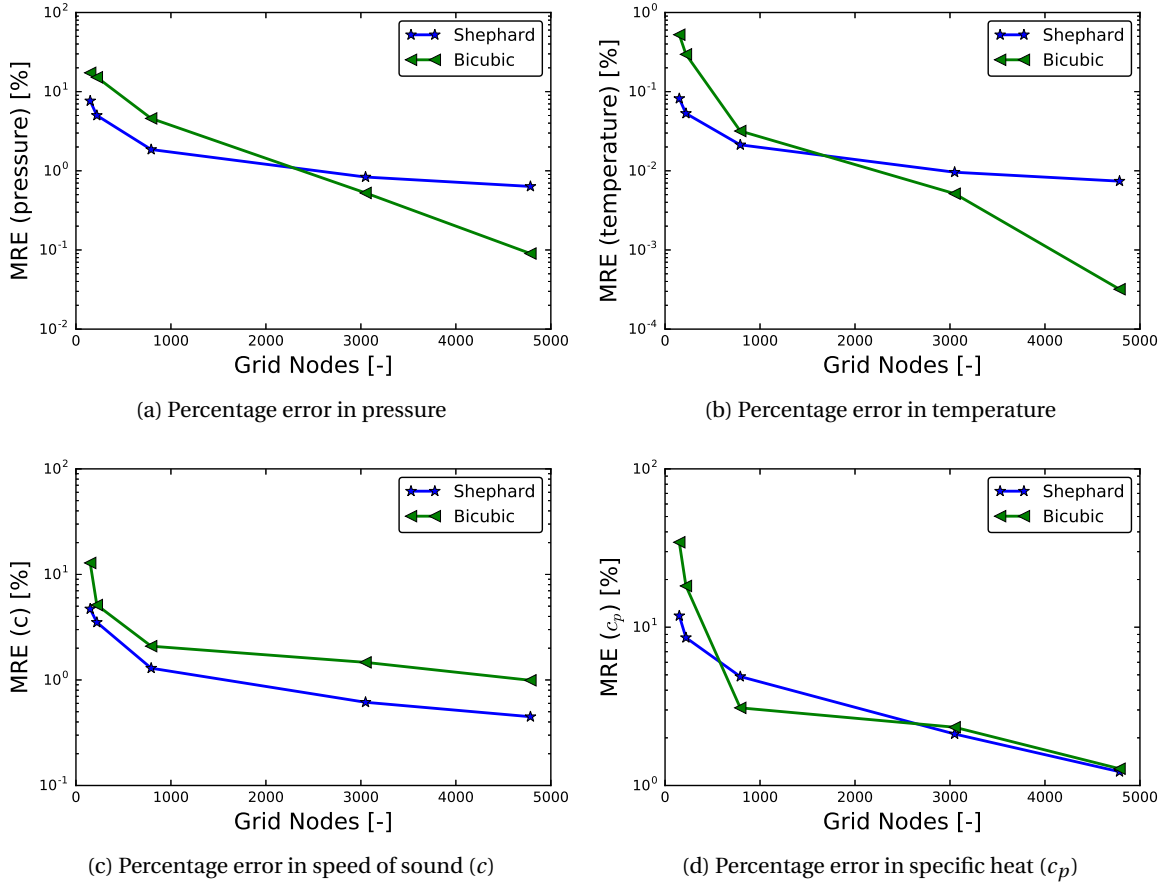 10^2
10^1
10^0
10^-1
10^-2
MRE (pressure) [%]
Shephard
Bicubic
0 1000 2000 3000 4000 5000
Grid Nodes [-]
(a) Percentage error in pressure
10^0
10^-1
10^-2
10^-3
10^-4
MRE (temperature) [%]
Shephard
Bicubic
0 1000 2000 3000 4000 5000
Grid Nodes [-]
(b) Percentage error in temperature
10^2
10^1
10^0
10^-1
MRE (c) [%]
Shephard
Bicubic
0 1000 2000 3000 4000 5000
Grid Nodes [-]
(c) Percentage error in speed of sound (c)
10^2
10^1
10^0
MRE (c_p) [%]
Shephard
Bicubic
0 1000 2000 3000 4000 5000
Grid Nodes [-]
(d) Percentage error in specific heat (c_p)